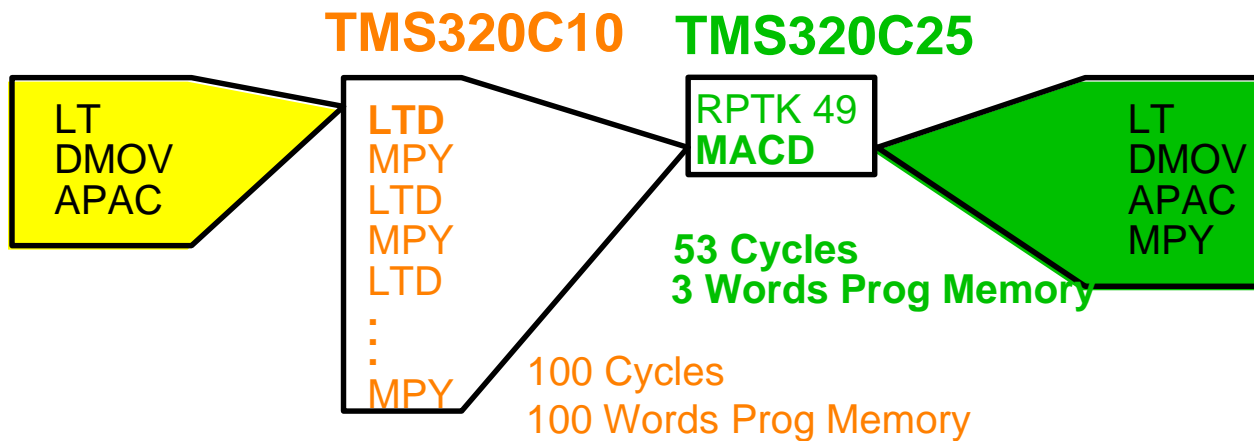 TMS320C10
TMS320C25
LT
DMOV
APAC
LTD
MPY
LTD
MPY
LTD
:
:
MPY
100 Cycles
100 Words Prog Memory
RPTK 49
MACD
53 Cycles
3 Words Prog Memory
LT
DMOV
APAC
MPY